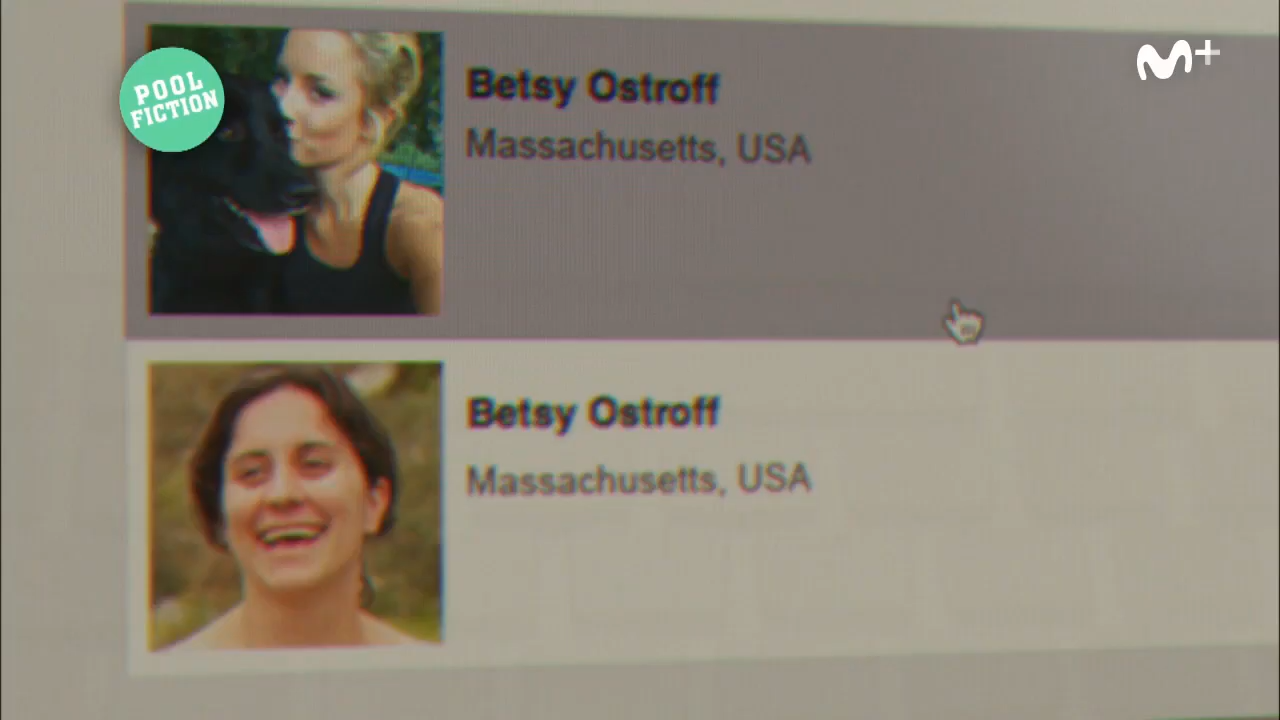 POOL
FICTION
M+
Betsy Ostroff
Massachusetts, USA
Betsy Ostroff
Massachusetts, USA